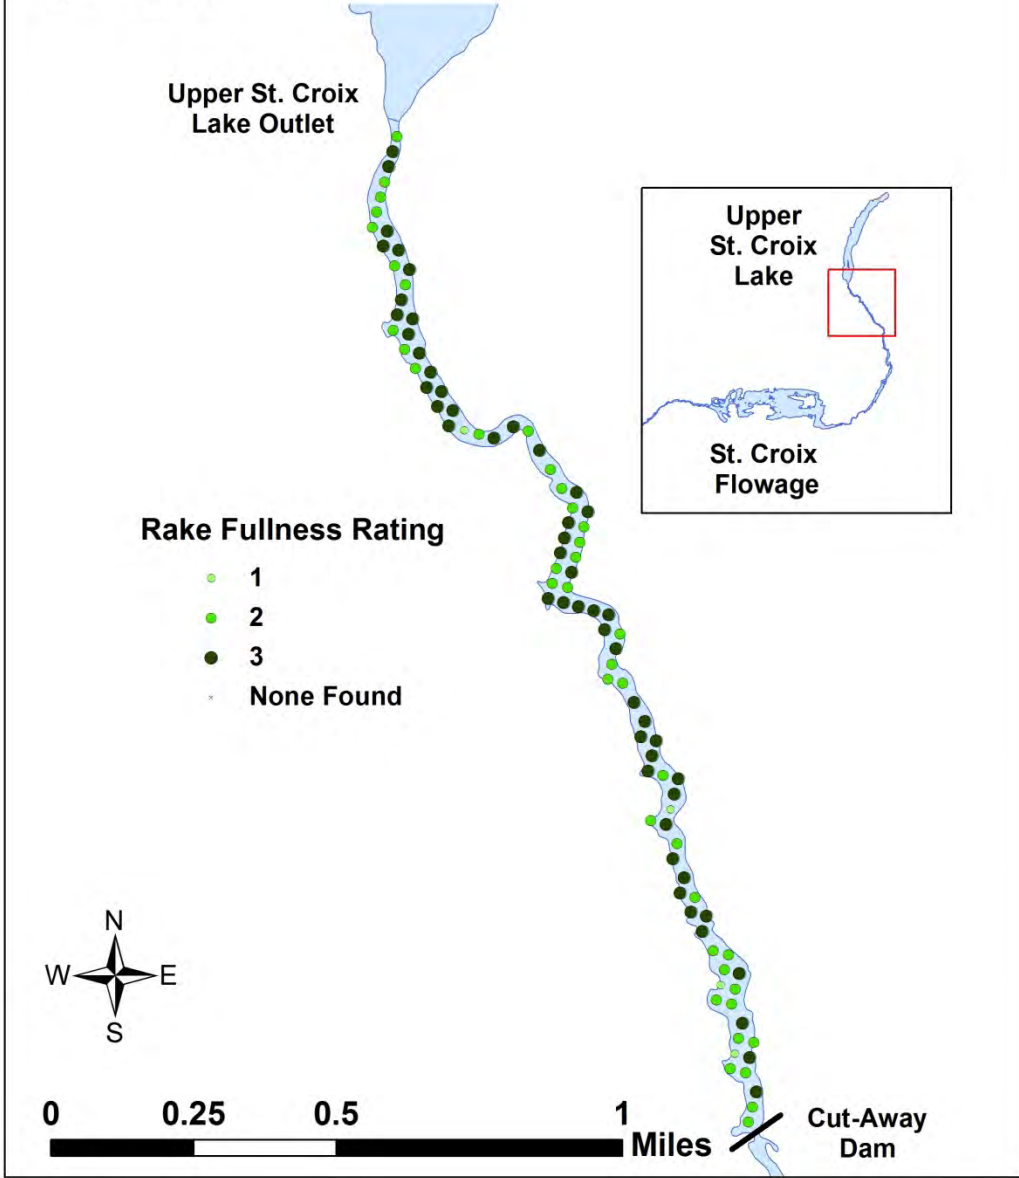 Upper St. Croix
Lake Outlet
Upper
St. Croix
Lake
St. Croix
Flowage
Rake Fullness Rating
1
2
3
None Found
N
W E
S
0 0.25 0.5 1
Miles
Cut-Away
Dam